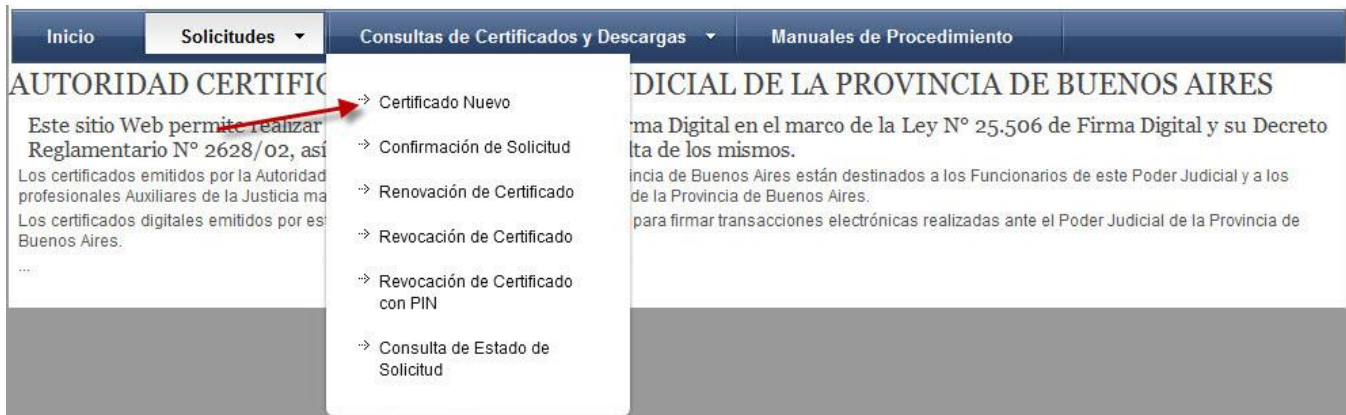 Inicio Solicitudes Consultas de Certificados y Descargas Manuales de Procedimiento
AUTORIDAD CERTIFIC DICIAL DE LA PROVINCIA DE BUENOS AIRES
Este sitio Web permite realizar rma Digital en el marco de la Ley N° 25.506 de Firma Digital y su Decreto
Reglamentario N° 2628/02, así lta de los mismos.
Los certificados emitidos por la Autoridad incia de Buenos Aires están destinados a los Funcionarios de este Poder Judicial y a los
profesionales Auxiliares de la Justicia ma de la Provincia de Buenos Aires.
Los certificados digitales emitidos por est para firmar transacciones electrónicas realizadas ante el Poder Judicial de la Provincia de
Buenos Aires.
...
Certificado Nuevo
Confirmación de Solicitud
Renovación de Certificado
Revocación de Certificado
Revocación de Certificado
con PIN
Consulta de Estado de
Solicitud